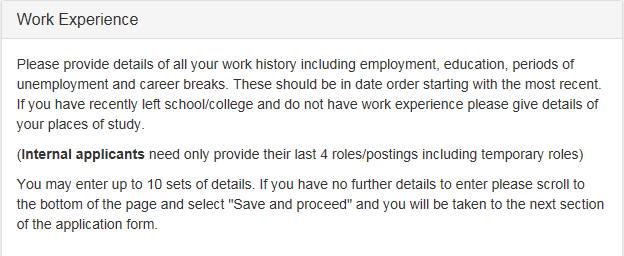 Work Experience
Please provide details of all your work history including employment, education, periods of
unemployment and career breaks. These should be in date order starting with the most recent.
If you have recently left school/college and do not have work experience please give details of
your places of study.
(Internal applicants need only provide their last 4 roles/postings including temporary roles)
You may enter up to 10 sets of details. If you have no further details to enter please scroll to
the bottom of the page and select "Save and proceed" and you will be taken to the next section
of the application form.